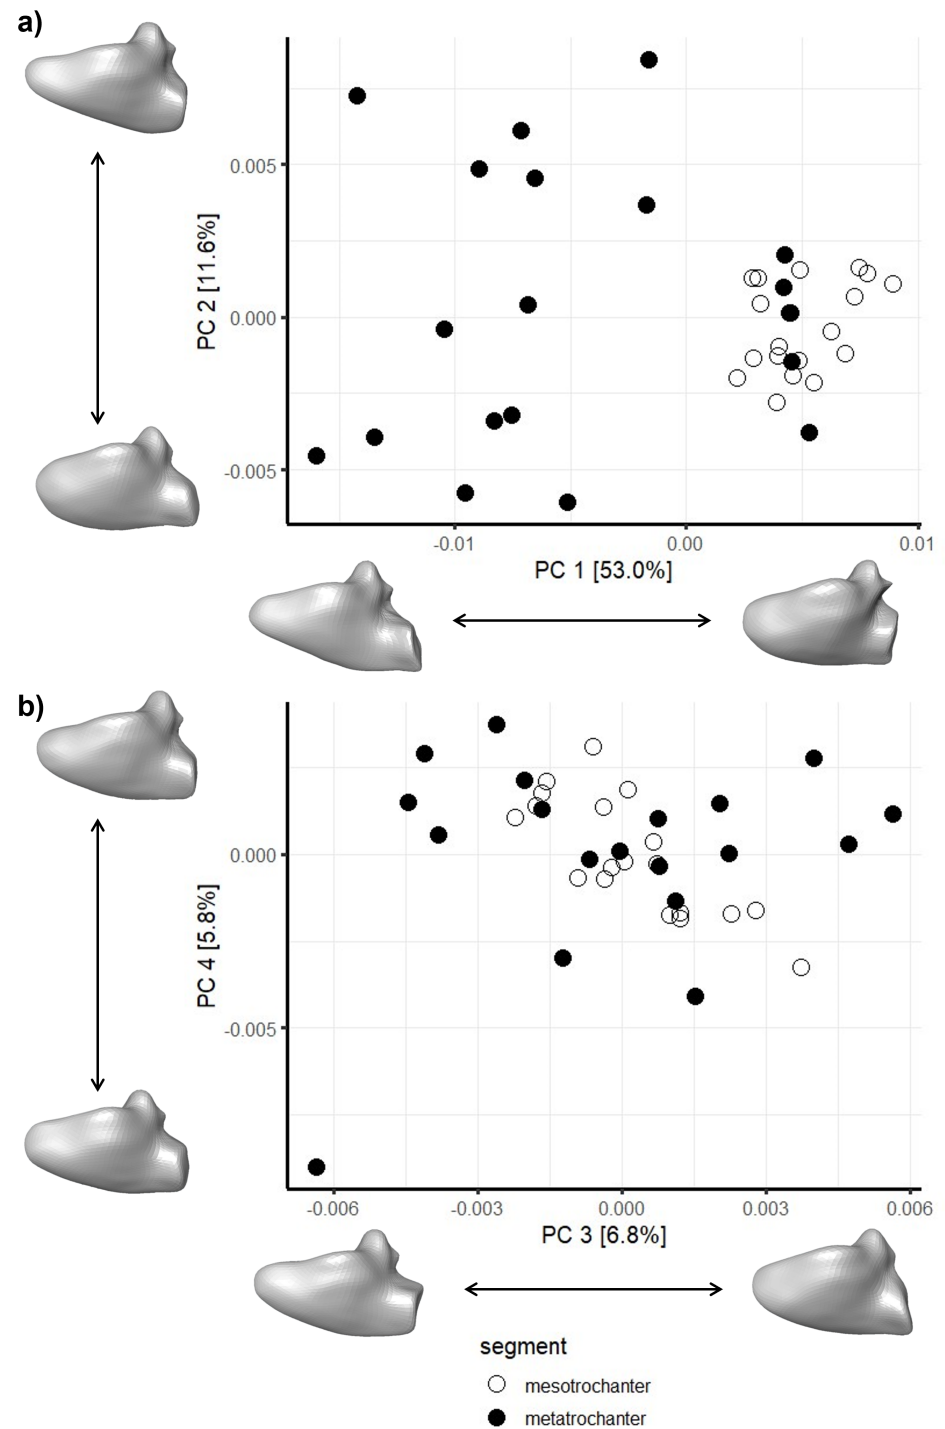 a)
PC 2 [11.6%]
0.005
0.000
-0.005
-0.01 0.00 0.01
PC 1 [53.0%]
b)
PC 4 [5.8%]
0.000
-0.005
-0.006 -0.003 0.000 0.003 0.006
PC 3 [6.8%]
segment
mesotrochanter
metatrochanter